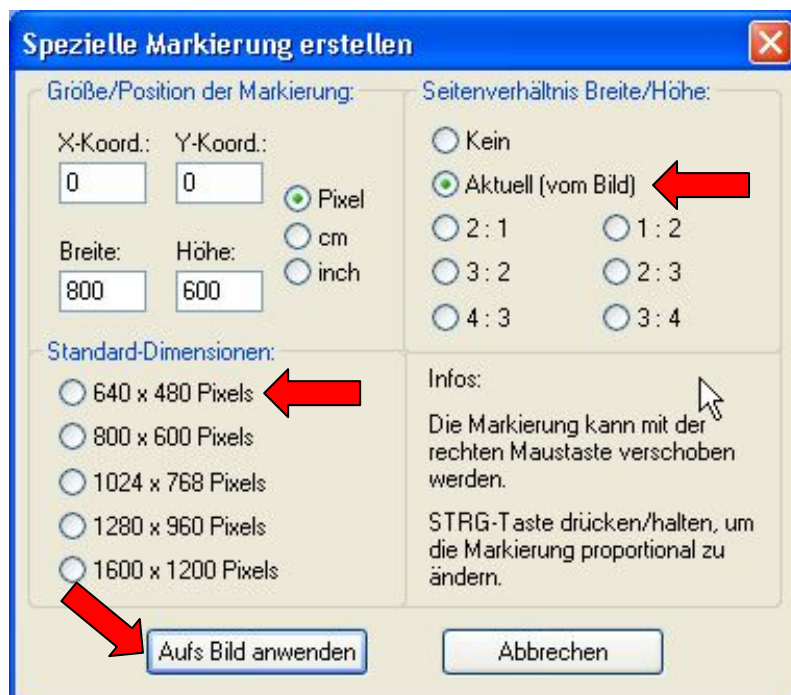 Spezielle Markierung erstellen
Größe/Position der Markierung:
X-Koord.: Y-Koord.:
0 0
Pixel
cm
inch
Breite: Höhe:
800 600
Seitenverhältnis Breite/Höhe:
Kein
Aktuell (vom Bild)
2 : 1 1 : 2
3 : 2 2 : 3
4 : 3 3 : 4
Standard-Dimensionen:
640 x 480 Pixels
800 x 600 Pixels
1024 x 768 Pixels
1280 x 960 Pixels
1600 x 1200 Pixels
Infos:
Die Markierung kann mit der
rechten Maustaste verschoben
werden.
STRG-Taste drücken/halten, um
die Markierung proportional zu
ändern.
Aufs Bild anwenden Abbrechen